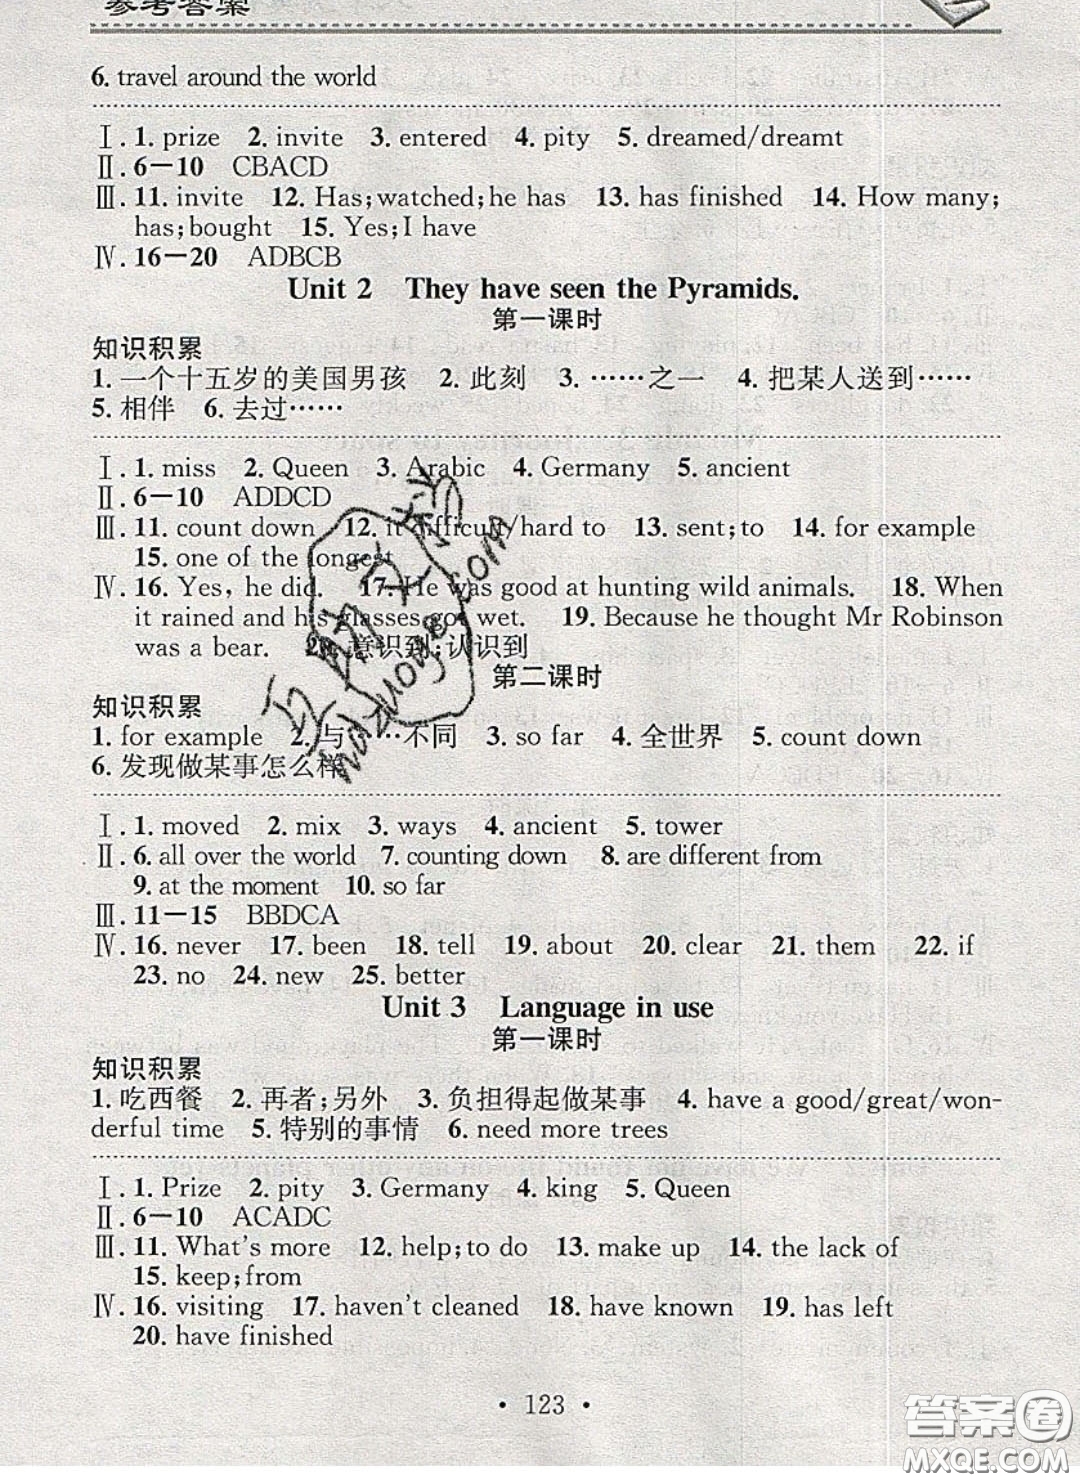 参考答案
6. travel around the world
Ⅰ. 1. prize 2. invite 3. entered 4. pity 5. dreamed/dreamt
Ⅱ. 6－10 CBACD
Ⅲ. 11. invite 12. Has;watched;he has 13. has finished 14. How many;
has;bought 15. Yes;I have
Ⅳ. 16－20 ADBCB
Unit 2 They have seen the Pyramids.
第一课时
知识积累
1. 一个十五岁的美国男孩 2. 此刻 3. ……之一 4. 把某人送到……
5. 相伴 6. 去过……
Ⅰ. 1. miss 2. Queen 3. Arabic 4. Germany 5. ancient
Ⅱ. 6－10 ADDCD
Ⅲ. 11. count down 12. it difficult/hard to 13. sent;to 14. for example
15. one of the longest
Ⅳ. 16. Yes, he did. 17. He was good at hunting wild animals. 18. When
it rained and his glasses got wet. 19. Because he thought Mr Robinson
was a bear. 20. 意识到;认识到
第二课时
知识积累
1. for example 2. 与……不同 3. so far 4. 全世界 5. count down
6. 发现做某事怎么样
Ⅰ. 1. moved 2. mix 3. ways 4. ancient 5. tower
Ⅱ. 6. all over the world 7. counting down 8. are different from
9. at the moment 10. so far
Ⅲ. 11－15 BBDCA
Ⅳ. 16. never 17. been 18. tell 19. about 20. clear 21. them 22. if
23. no 24. new 25. better
Unit 3 Language in use
第一课时
知识积累
1. 吃西餐 2. 再者;另外 3. 负担得起做某事 4. have a good/great/won-
derful time 5. 特别的事情 6. need more trees
Ⅰ. 1. Prize 2. pity 3. Germany 4. king 5. Queen
Ⅱ. 6－10 ACADC
Ⅲ. 11. What's more 12. help;to do 13. make up 14. the lack of
15. keep;from
Ⅳ. 16. visiting 17. haven't cleaned 18. have known 19. has left
20. have finished
• 123 •
答案圈
MXQE.COM